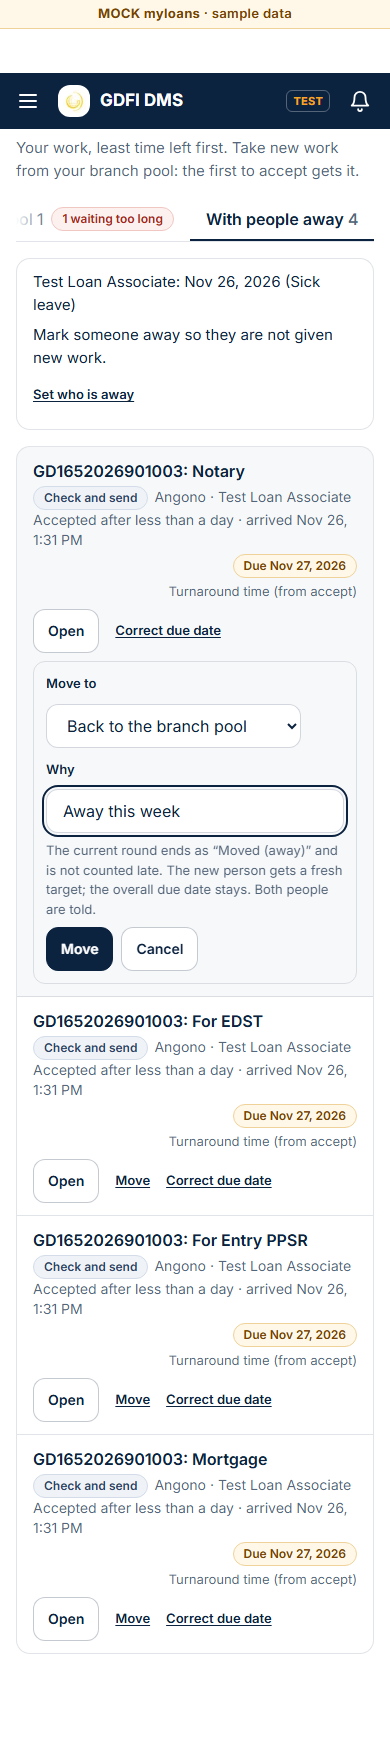 MOCK myloans · sample data
GDFI DMS
TEST
Your work, least time left first. Take new work
from your branch pool: the first to accept gets it.
ol 1 1 waiting too long With people away 4
Test Loan Associate: Nov 26, 2026 (Sick
leave)
Mark someone away so they are not given
new work.
Set who is away
GD1652026901003: Notary
Check and send Angono · Test Loan Associate
Accepted after less than a day · arrived Nov 26,
1:31 PM
Due Nov 27, 2026
Turnaround time (from accept)
Open Correct due date
Move to
Back to the branch pool
Why
Away this week
The current round ends as “Moved (away)” and
is not counted late. The new person gets a fresh
target; the overall due date stays. Both people
are told.
Move Cancel
GD1652026901003: For EDST
Check and send Angono · Test Loan Associate
Accepted after less than a day · arrived Nov 26,
1:31 PM
Due Nov 27, 2026
Turnaround time (from accept)
Open Move Correct due date
GD1652026901003: For Entry PPSR
Check and send Angono · Test Loan Associate
Accepted after less than a day · arrived Nov 26,
1:31 PM
Due Nov 27, 2026
Turnaround time (from accept)
Open Move Correct due date
GD1652026901003: Mortgage
Check and send Angono · Test Loan Associate
Accepted after less than a day · arrived Nov 26,
1:31 PM
Due Nov 27, 2026
Turnaround time (from accept)
Open Move Correct due date